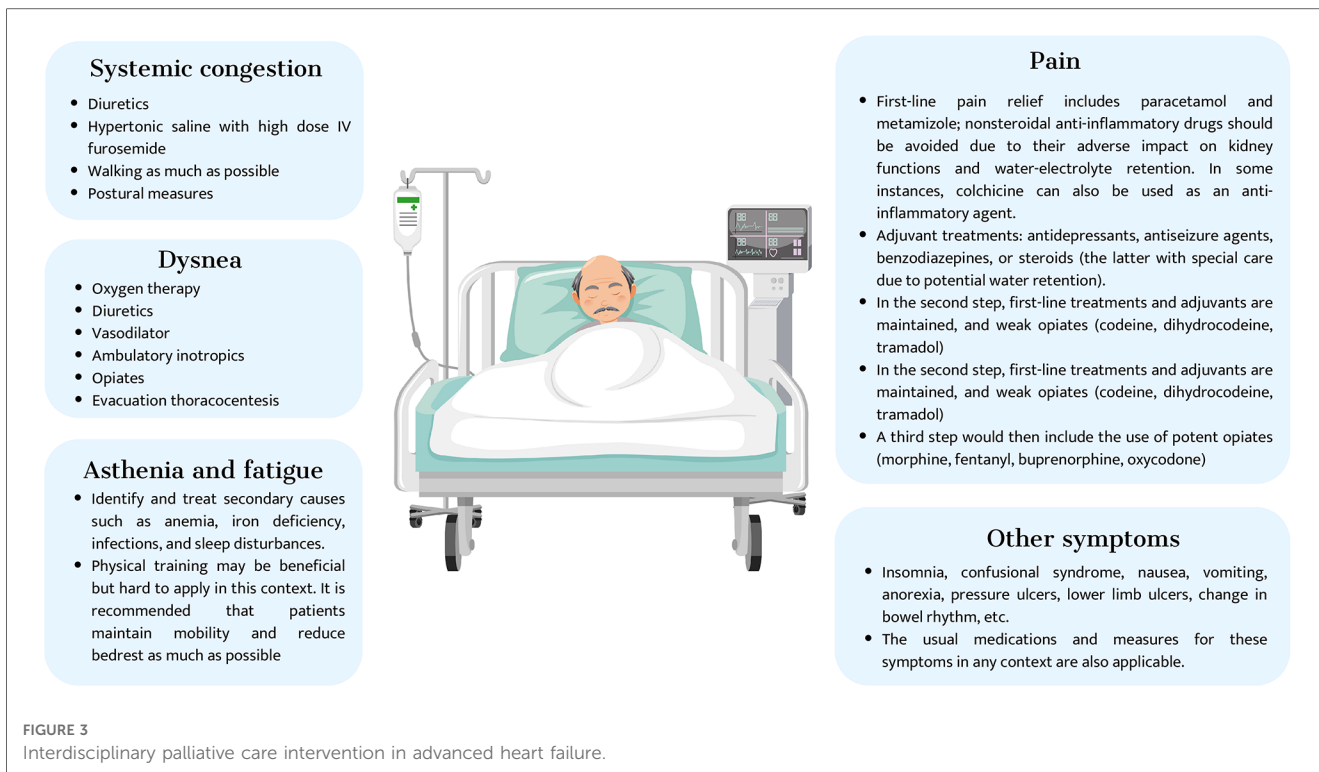 Systemic congestion
• Diuretics
• Hypertonic saline with high dose IV
furosemide
• Walking as much as possible
• Postural measures
Dysnea
• Oxygen therapy
• Diuretics
• Vasodilator
• Ambulatory inotropics
• Opiates
• Evacuation thoracocentesis
Asthenia and fatigue
• Identify and treat secondary causes
such as anemia, iron deficiency,
infections, and sleep disturbances.
• Physical training may be beneficial
but hard to apply in this context. It is
recommended that patients
maintain mobility and reduce
bedrest as much as possible
Pain
• First-line pain relief includes paracetamol and
metamizole; nonsteroidal anti-inflammatory drugs should
be avoided due to their adverse impact on kidney
functions and water-electrolyte retention. In some
instances, colchicine can also be used as an anti-
inflammatory agent.
• Adjuvant treatments: antidepressants, antiseizure agents,
benzodiazepines, or steroids (the latter with special care
due to potential water retention).
• In the second step, first-line treatments and adjuvants are
maintained, and weak opiates (codeine, dihydrocodeine,
tramadol)
• In the second step, first-line treatments and adjuvants are
maintained, and weak opiates (codeine, dihydrocodeine,
tramadol)
• A third step would then include the use of potent opiates
(morphine, fentanyl, buprenorphine, oxycodone)
Other symptoms
• Insomnia, confusional syndrome, nausea, vomiting,
anorexia, pressure ulcers, lower limb ulcers, change in
bowel rhythm, etc.
• The usual medications and measures for these
symptoms in any context are also applicable.
FIGURE 3
Interdisciplinary palliative care intervention in advanced heart failure.